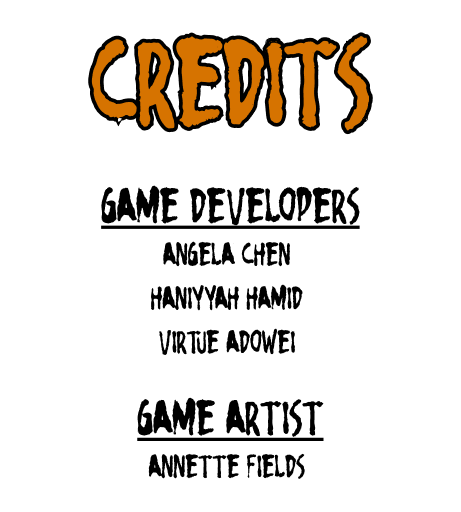 CREDITS
GAME DEVELOPERS
ANGELA CHEN
HANIYYAH HAMID
VIRTUE ADOWEI
GAME ARTIST
ANNETTE FIELDS